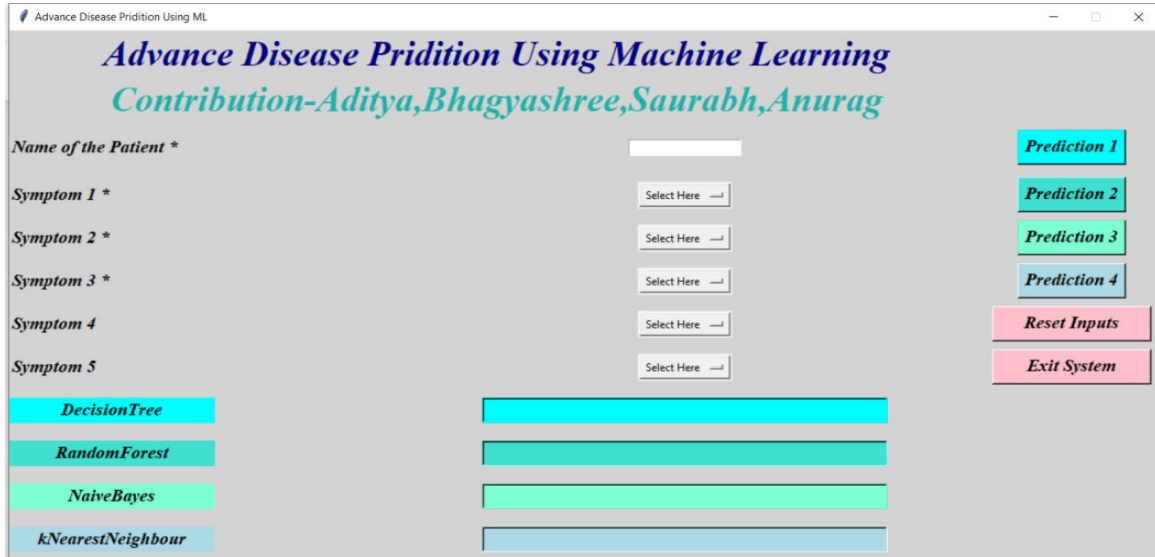 Advance Disease Pridition Using ML
Advance Disease Pridition Using Machine Learning
Contribution-Aditya,Bhagyashree,Saurabh,Anurag
Name of the Patient * Prediction 1
Symptom 1 * Select Here Prediction 2
Symptom 2 * Select Here Prediction 3
Symptom 3 * Select Here Prediction 4
Symptom 4 Select Here Reset Inputs
Symptom 5 Select Here Exit System
DecisionTree
RandomForest
NaiveBayes
kNearestNeighbour